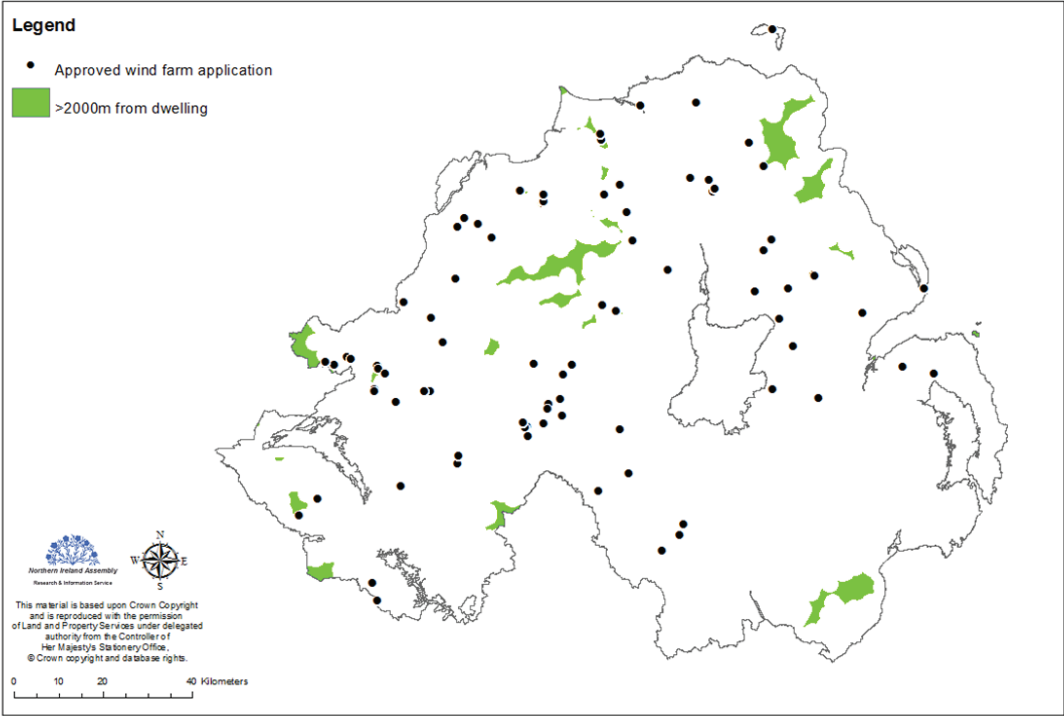 Legend
Approved wind farm application
>2000m from dwelling
N
W
E
S
Northern Ireland Assembly
Research & Information Service
This material is based upon Crown Copyright
and is reproduced with the permission
of Land and Property Services under delegated
authority from the Controller of
Her Majesty's Stationery Office,
© Crown copyright and database rights.
0 10 20 40 Kilometers